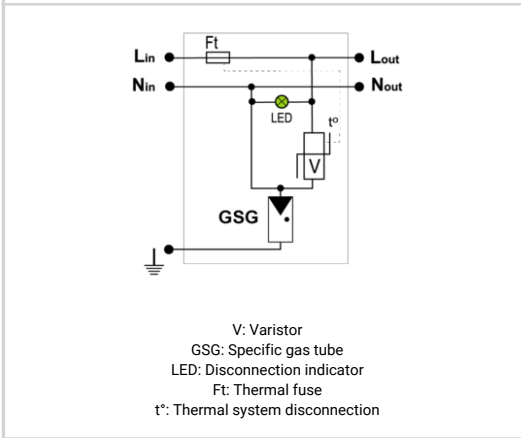 Ft
Lin
Lout
Nin
Nout
LED
t°
V
GSG
V: Varistor
GSG: Specific gas tube
LED: Disconnection indicator
Ft: Thermal fuse
t°: Thermal system disconnection